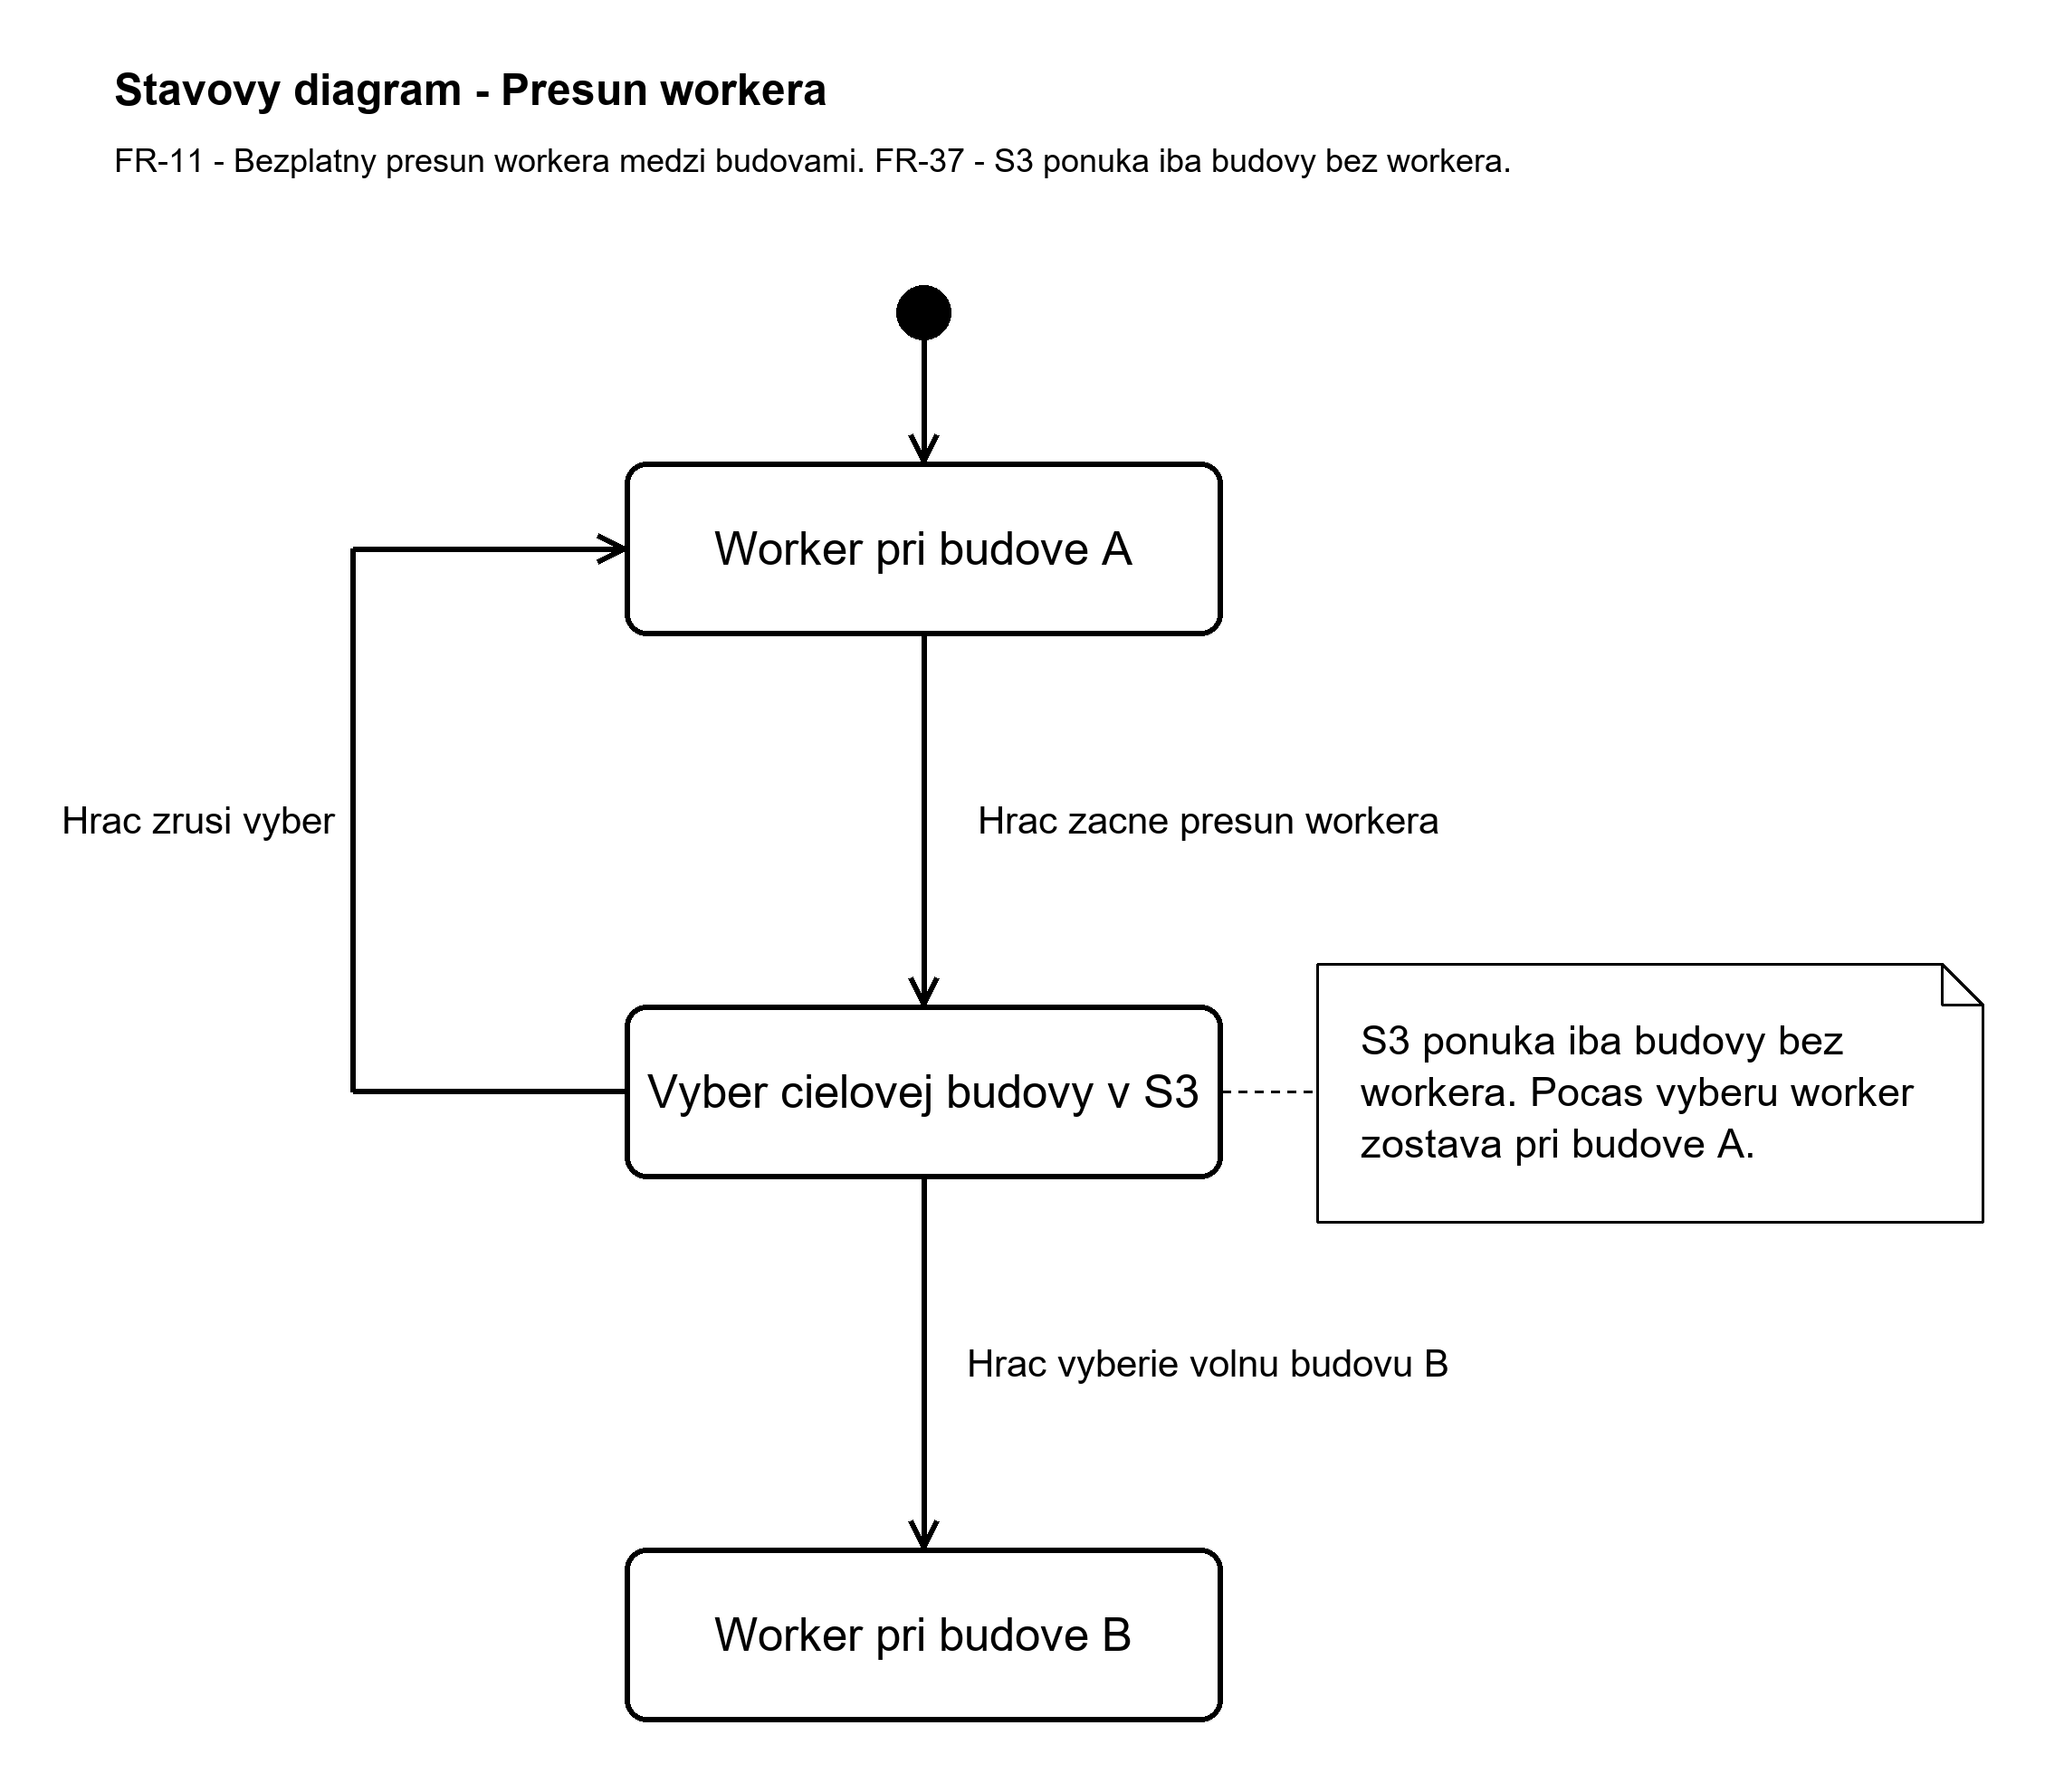 Stavovy diagram - Presun workera
FR-11 - Bezplatny presun workera medzi budovami. FR-37 - S3 ponuka iba budovy bez workera.
Worker pri budove A
Hrac zrusi vyber
Hrac zacne presun workera
Vyber cielovej budovy v S3
S3 ponuka iba budovy bez
workera. Pocas vyberu worker
zostava pri budove A.
Hrac vyberie volnu budovu B
Worker pri budove B